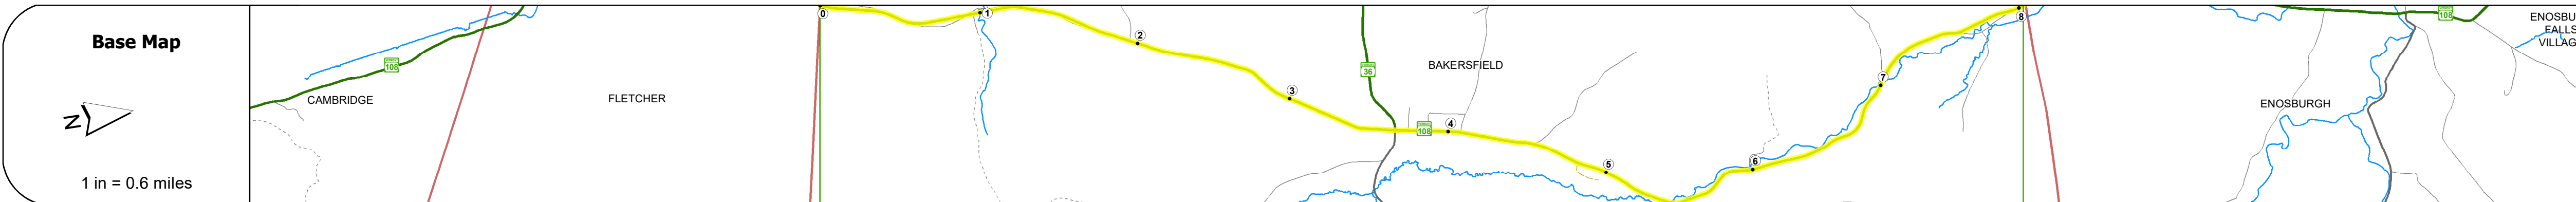 Base Map
N
1 in = 0.6 miles
108
CAMBRIDGE
FLETCHER
0
1
2
3
36
BAKERSFIELD
108
4
5
6
7
8
ENOSBURGH
108
ENOSBU
FALLS
VILLAG